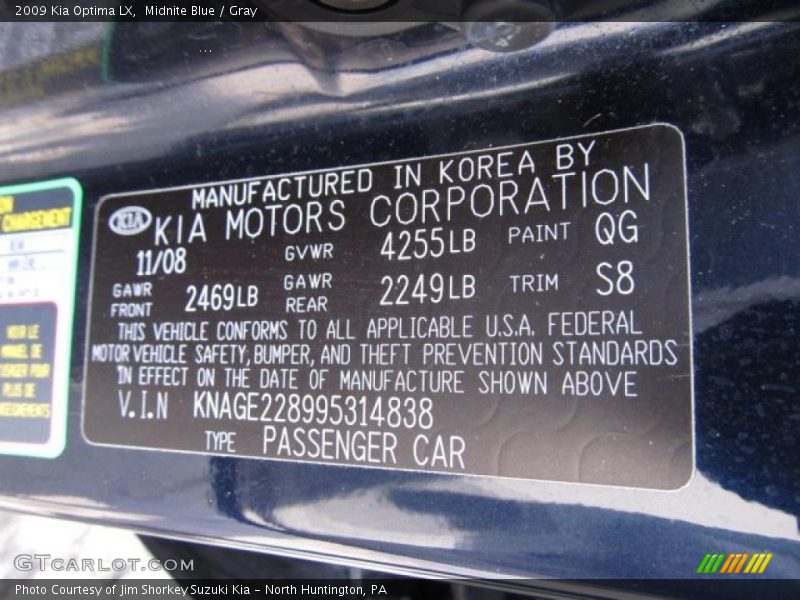 2009 Kia Optima LX, Midnite Blue / Gray
MANUFACTURED IN KOREA BY
KIA KIA MOTORS CORPORATION
11/08 GVWR 4255LB PAINT QG
GAWR FRONT 2469LB GAWR REAR 2249LB TRIM S8
THIS VEHICLE CONFORMS TO ALL APPLICABLE U.S.A. FEDERAL
MOTOR VEHICLE SAFETY, BUMPER, AND THEFT PREVENTION STANDARDS
IN EFFECT ON THE DATE OF MANUFACTURE SHOWN ABOVE
V.I.N KNAGE228995314838
TYPE PASSENGER CAR
CHARGEMENT
GTCARLOT.COM
Photo Courtesy of Jim Shorkey Suzuki Kia - North Huntington, PA